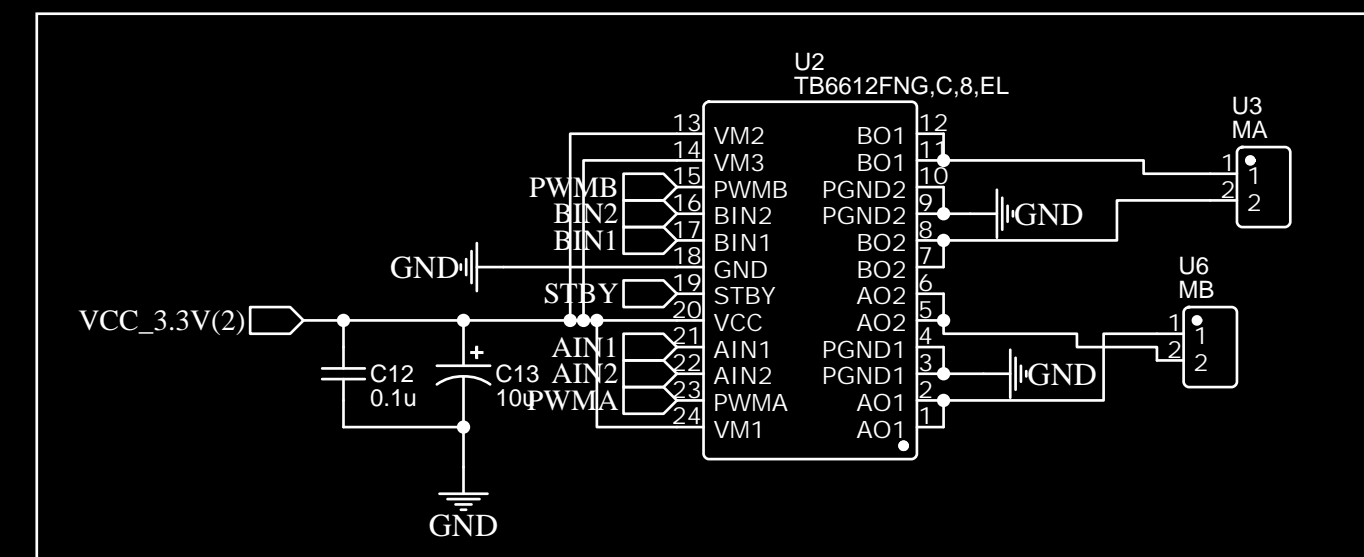 U2
TB6612FNG,C,8,EL
U3
MA
13 VM2 BO1 12
14 VM3 BO1 11
PWMB 15 PWMB PGND2 10
BIN2 16 BIN2 PGND2 9 GND
BIN1 17 BIN1 BO2 8
GND 18 GND BO2 7
STBY 19 STBY AO2 6
VCC_3.3V(2) 20 VCC AO2 5
AIN1 21 AIN1 PGND1 4
AIN2 22 AIN2 PGND1 3 GND
PWMA 23 PWMA AO1 2
24 VM1 AO1 1
1 1
2 2
U6
MB
1 1
2 2
C12
0.1u
C13
10u
GND